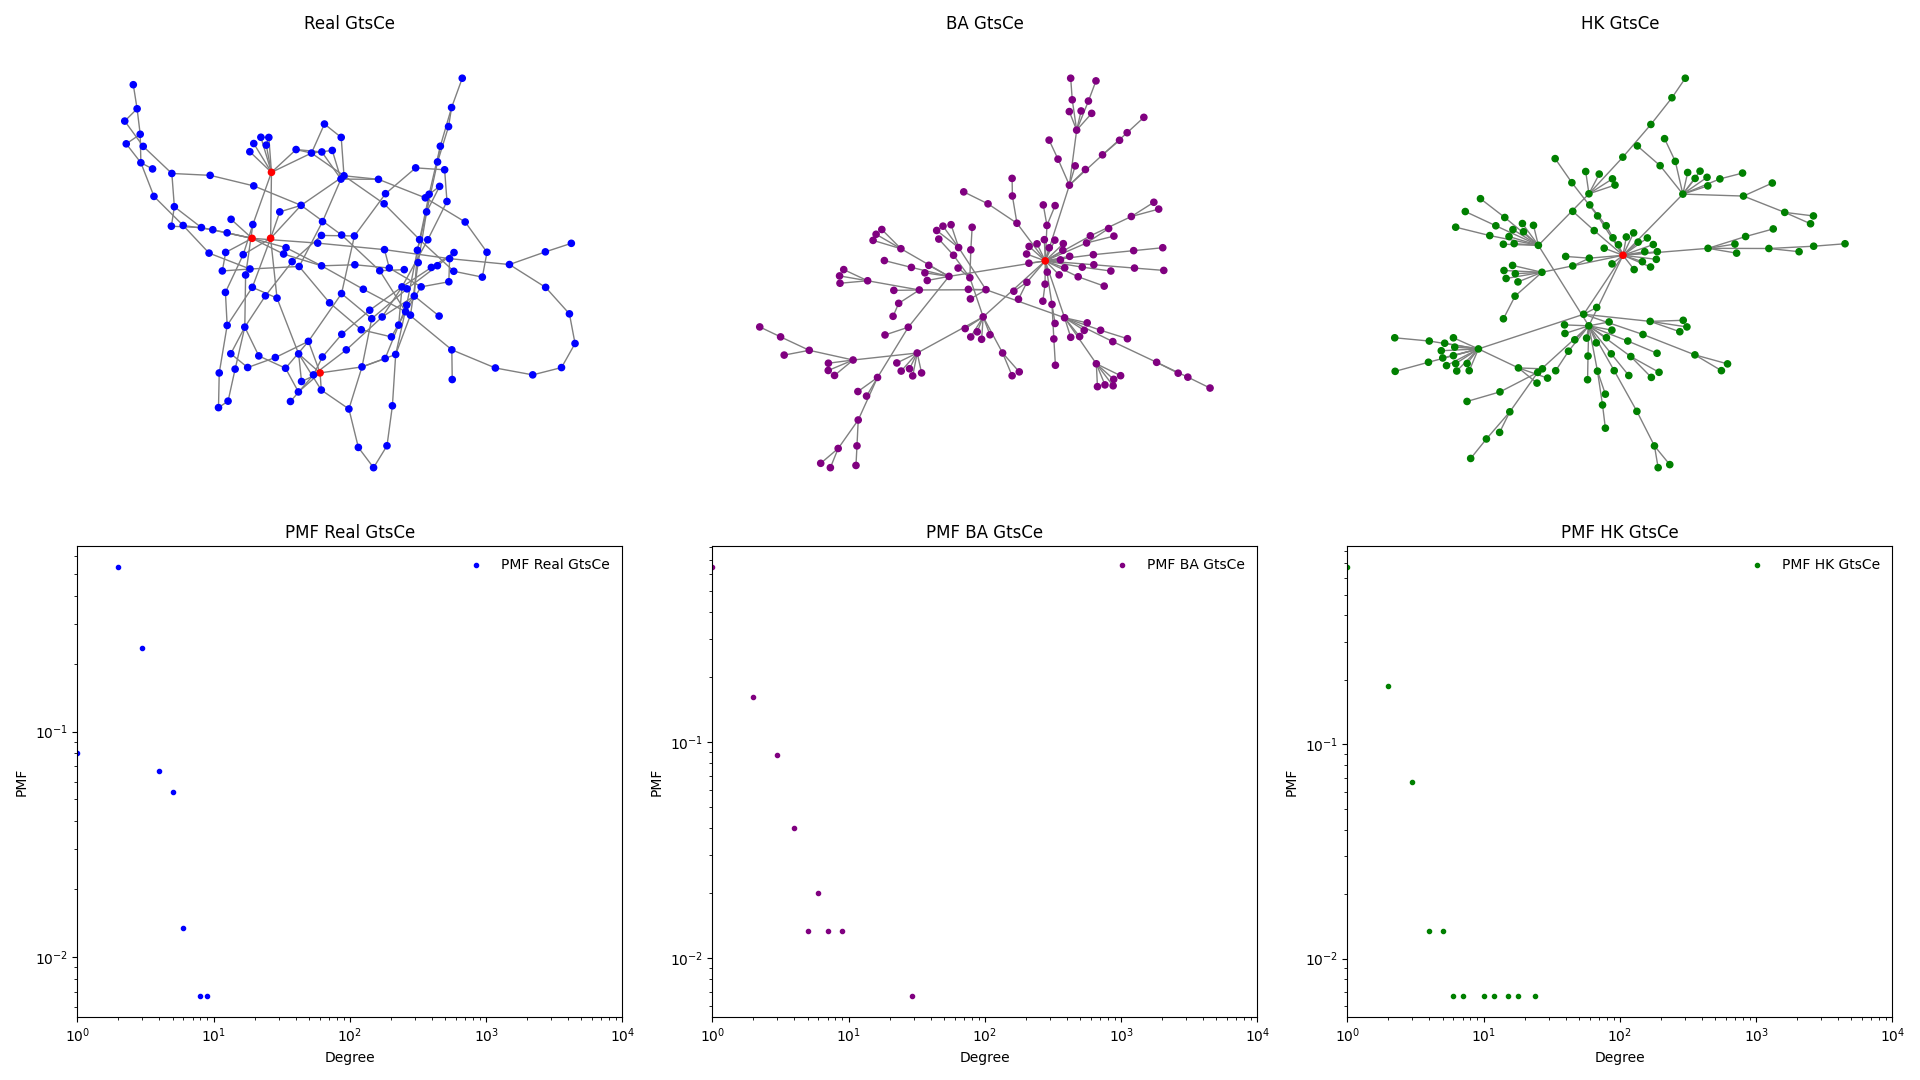 Real GtsCe
BA GtsCe
HK GtsCe
PMF Real GtsCe
PMF Real GtsCe
10⁻¹
10⁻²
PMF
10⁰
10¹
10²
10³
10⁴
Degree
PMF BA GtsCe
PMF BA GtsCe
10⁻¹
10⁻²
PMF
10⁰
10¹
10²
10³
10⁴
Degree
PMF HK GtsCe
PMF HK GtsCe
10⁻¹
10⁻²
PMF
10⁰
10¹
10²
10³
10⁴
Degree